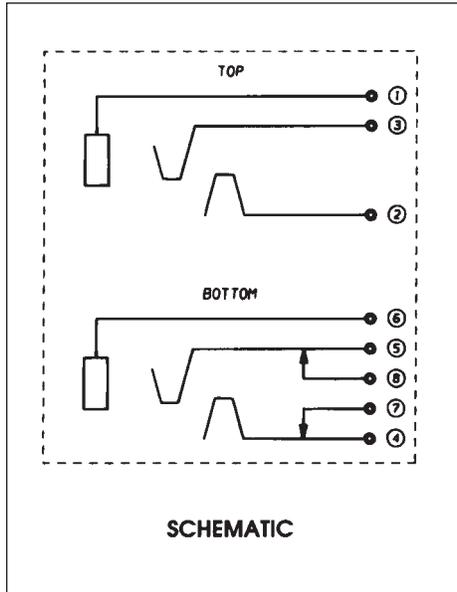 TOP
①
③
②
BOTTOM
⑥
⑤
⑧
⑦
④
SCHEMATIC